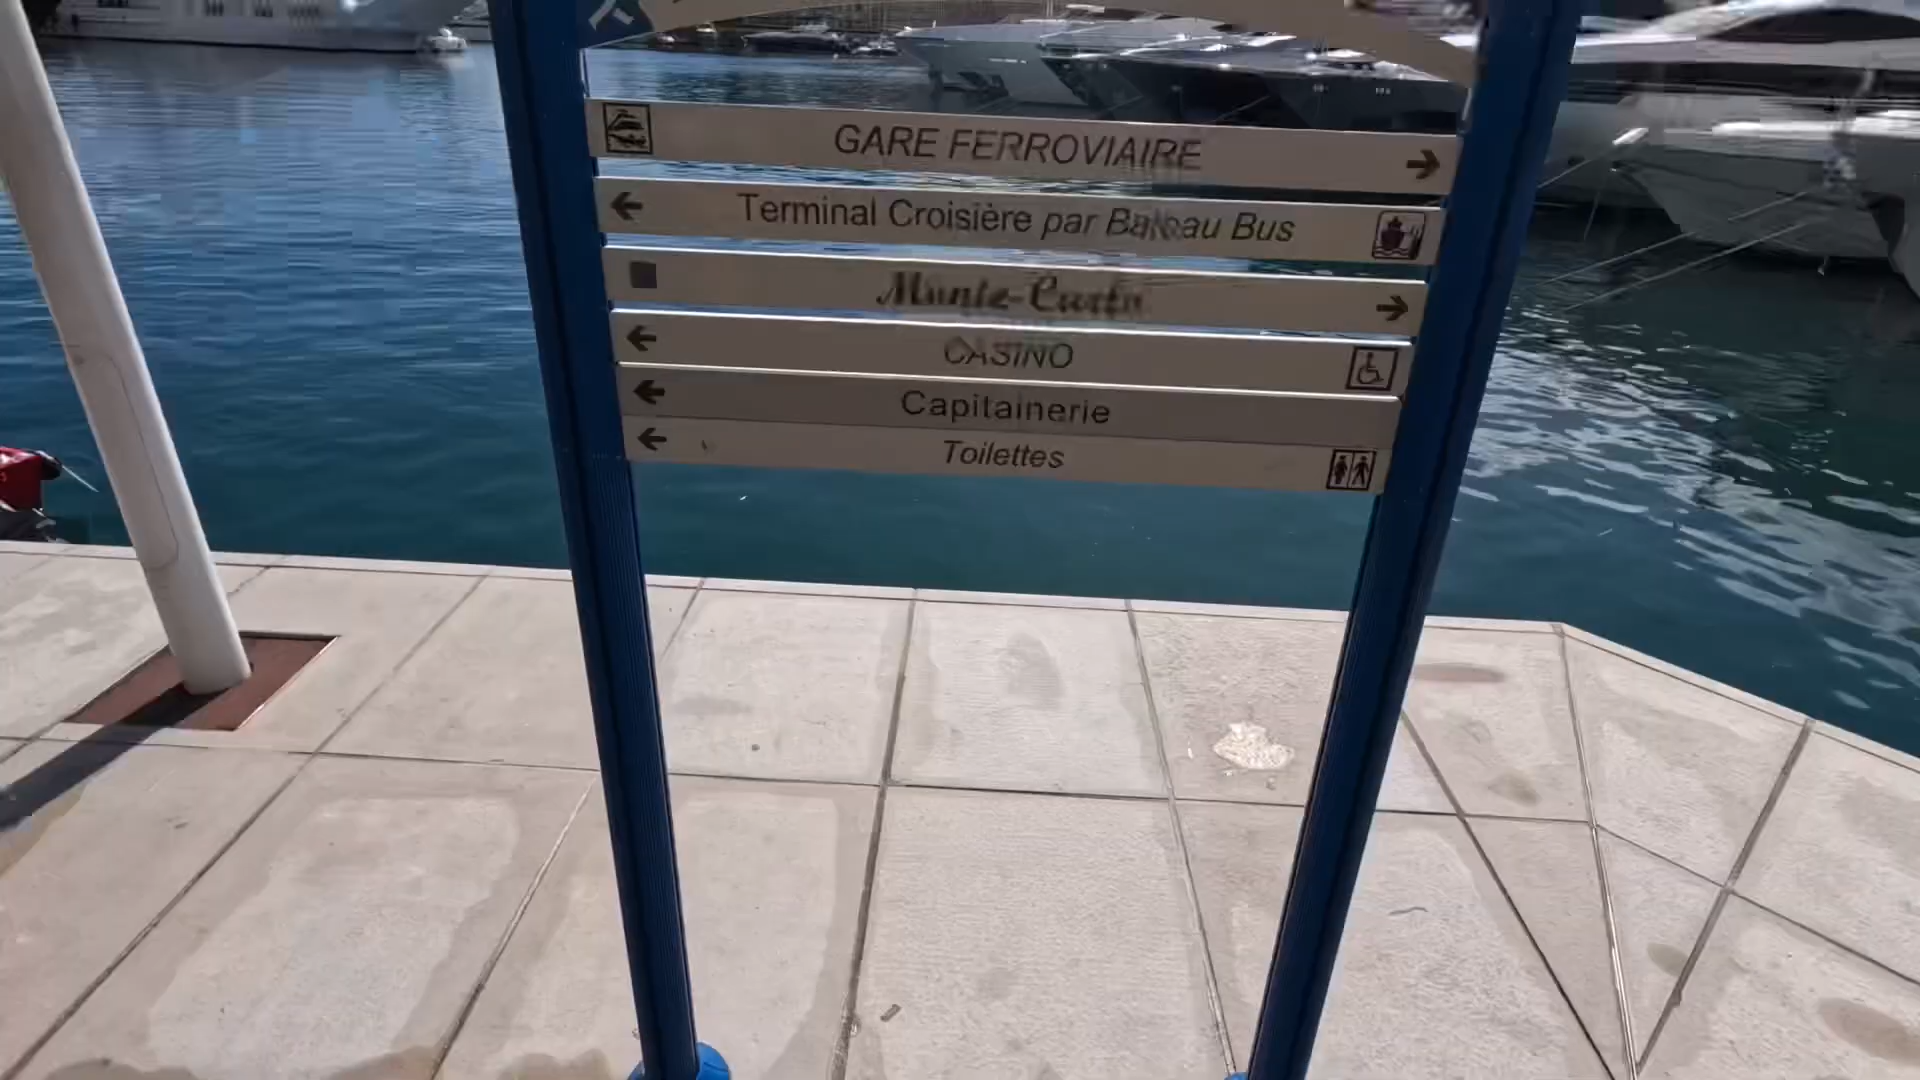 GARE FERROVIAIRE
Terminal Croisière par Bateau Bus
Monte-Carlo
CASINO
Capitainerie
Toilettes